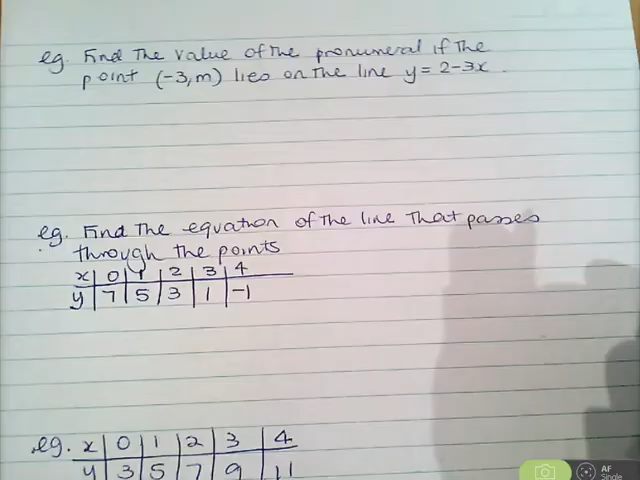 eg. Find the value of the pronumeral if the
point (-3, m) lies on the line y = 2-3x.
eg. Find the equation of the line that passes
through the points
x | 0 | 1 | 2 | 3 | 4
y | 7 | 5 | 3 | 1 | -1
eg. x | 0 | 1 | 2 | 3 | 4
y | 3 | 5 | 7 | 9 | 11
AF
Single